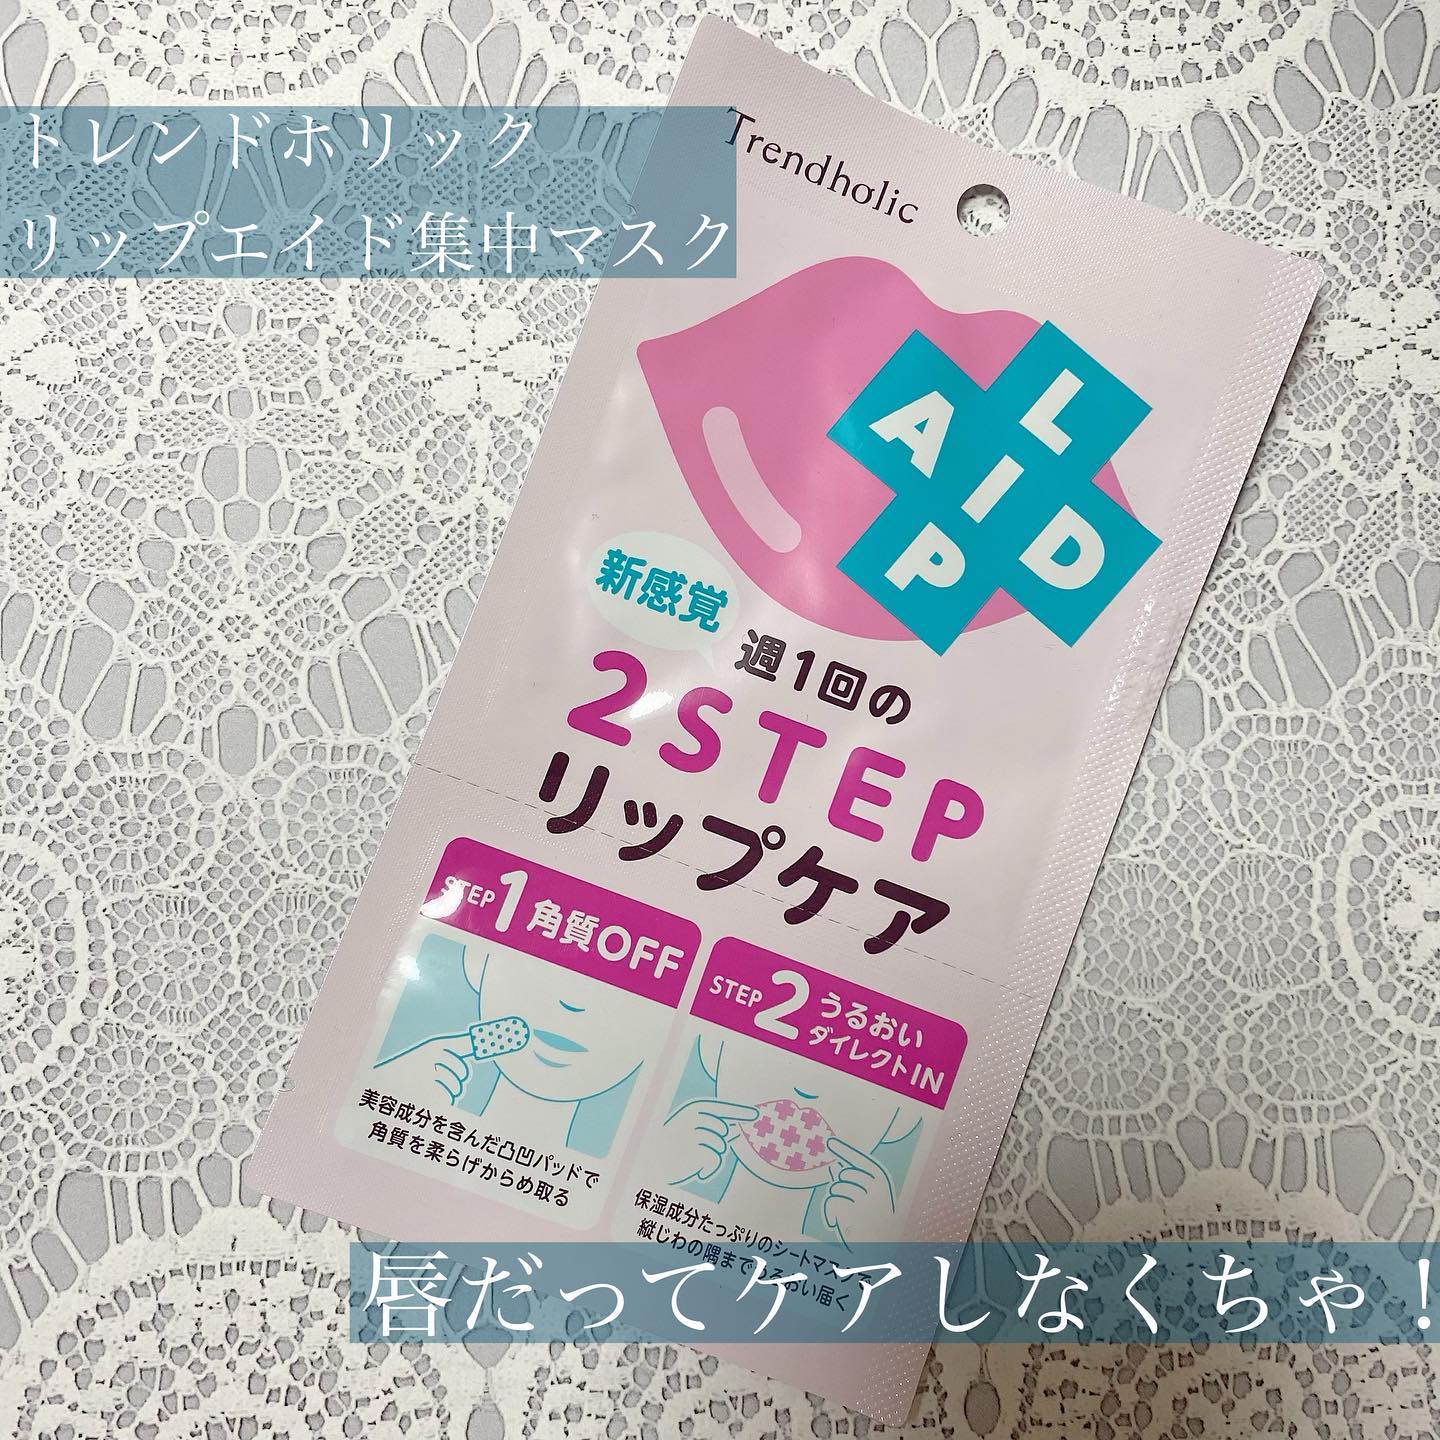 トレンドホリック
リップエイド集中マスク
Trendholic
LIP
AID
新感覚
週1回の
2STEP
リップケア
STEP1 角質OFF
美容成分を含んだ凸凹パッドで
角質を柔らげからめ取る
STEP2 うるおい
ダイレクトIN
保湿成分たっぷりのシートマスクで
縦じわの隅までうるおい届く
唇だってケアしなくちゃ！